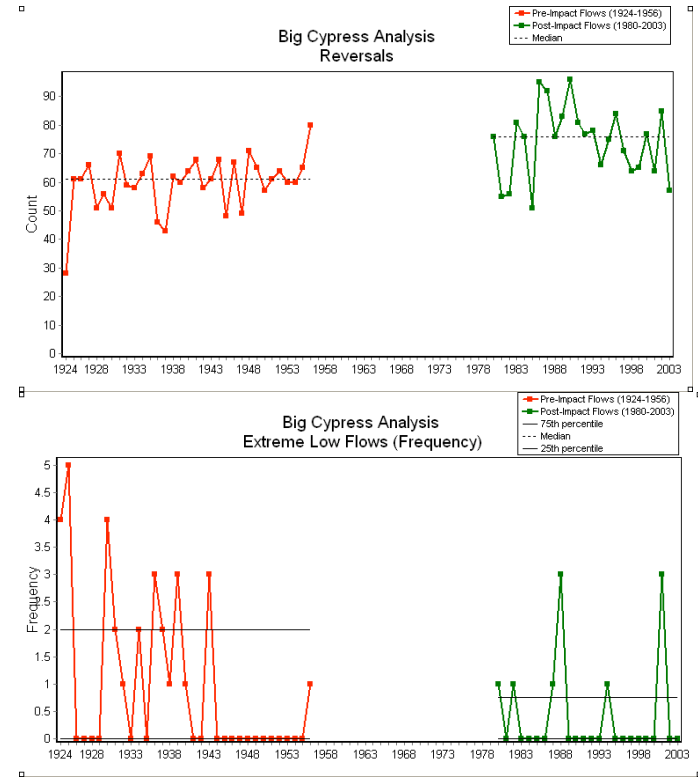 Pre-Impact Flows (1924-1956)
Post-Impact Flows (1980-2003)
Median
Big Cypress Analysis
Reversals
90
80
70
60
50
40
30
20
10
0
Count
1924 1928 1933 1938 1943 1948 1953 1958 1963 1968 1973 1978 1983 1988 1993 1998 2003
Pre-Impact Flows (1924-1956)
Post-Impact Flows (1980-2003)
75th percentile
Median
25th percentile
Big Cypress Analysis
Extreme Low Flows (Frequency)
5
4.5
4
3.5
3
2.5
2
1.5
1
0.5
0
Frequency
1924 1928 1933 1938 1943 1948 1953 1958 1963 1968 1973 1978 1983 1988 1993 1998 2003